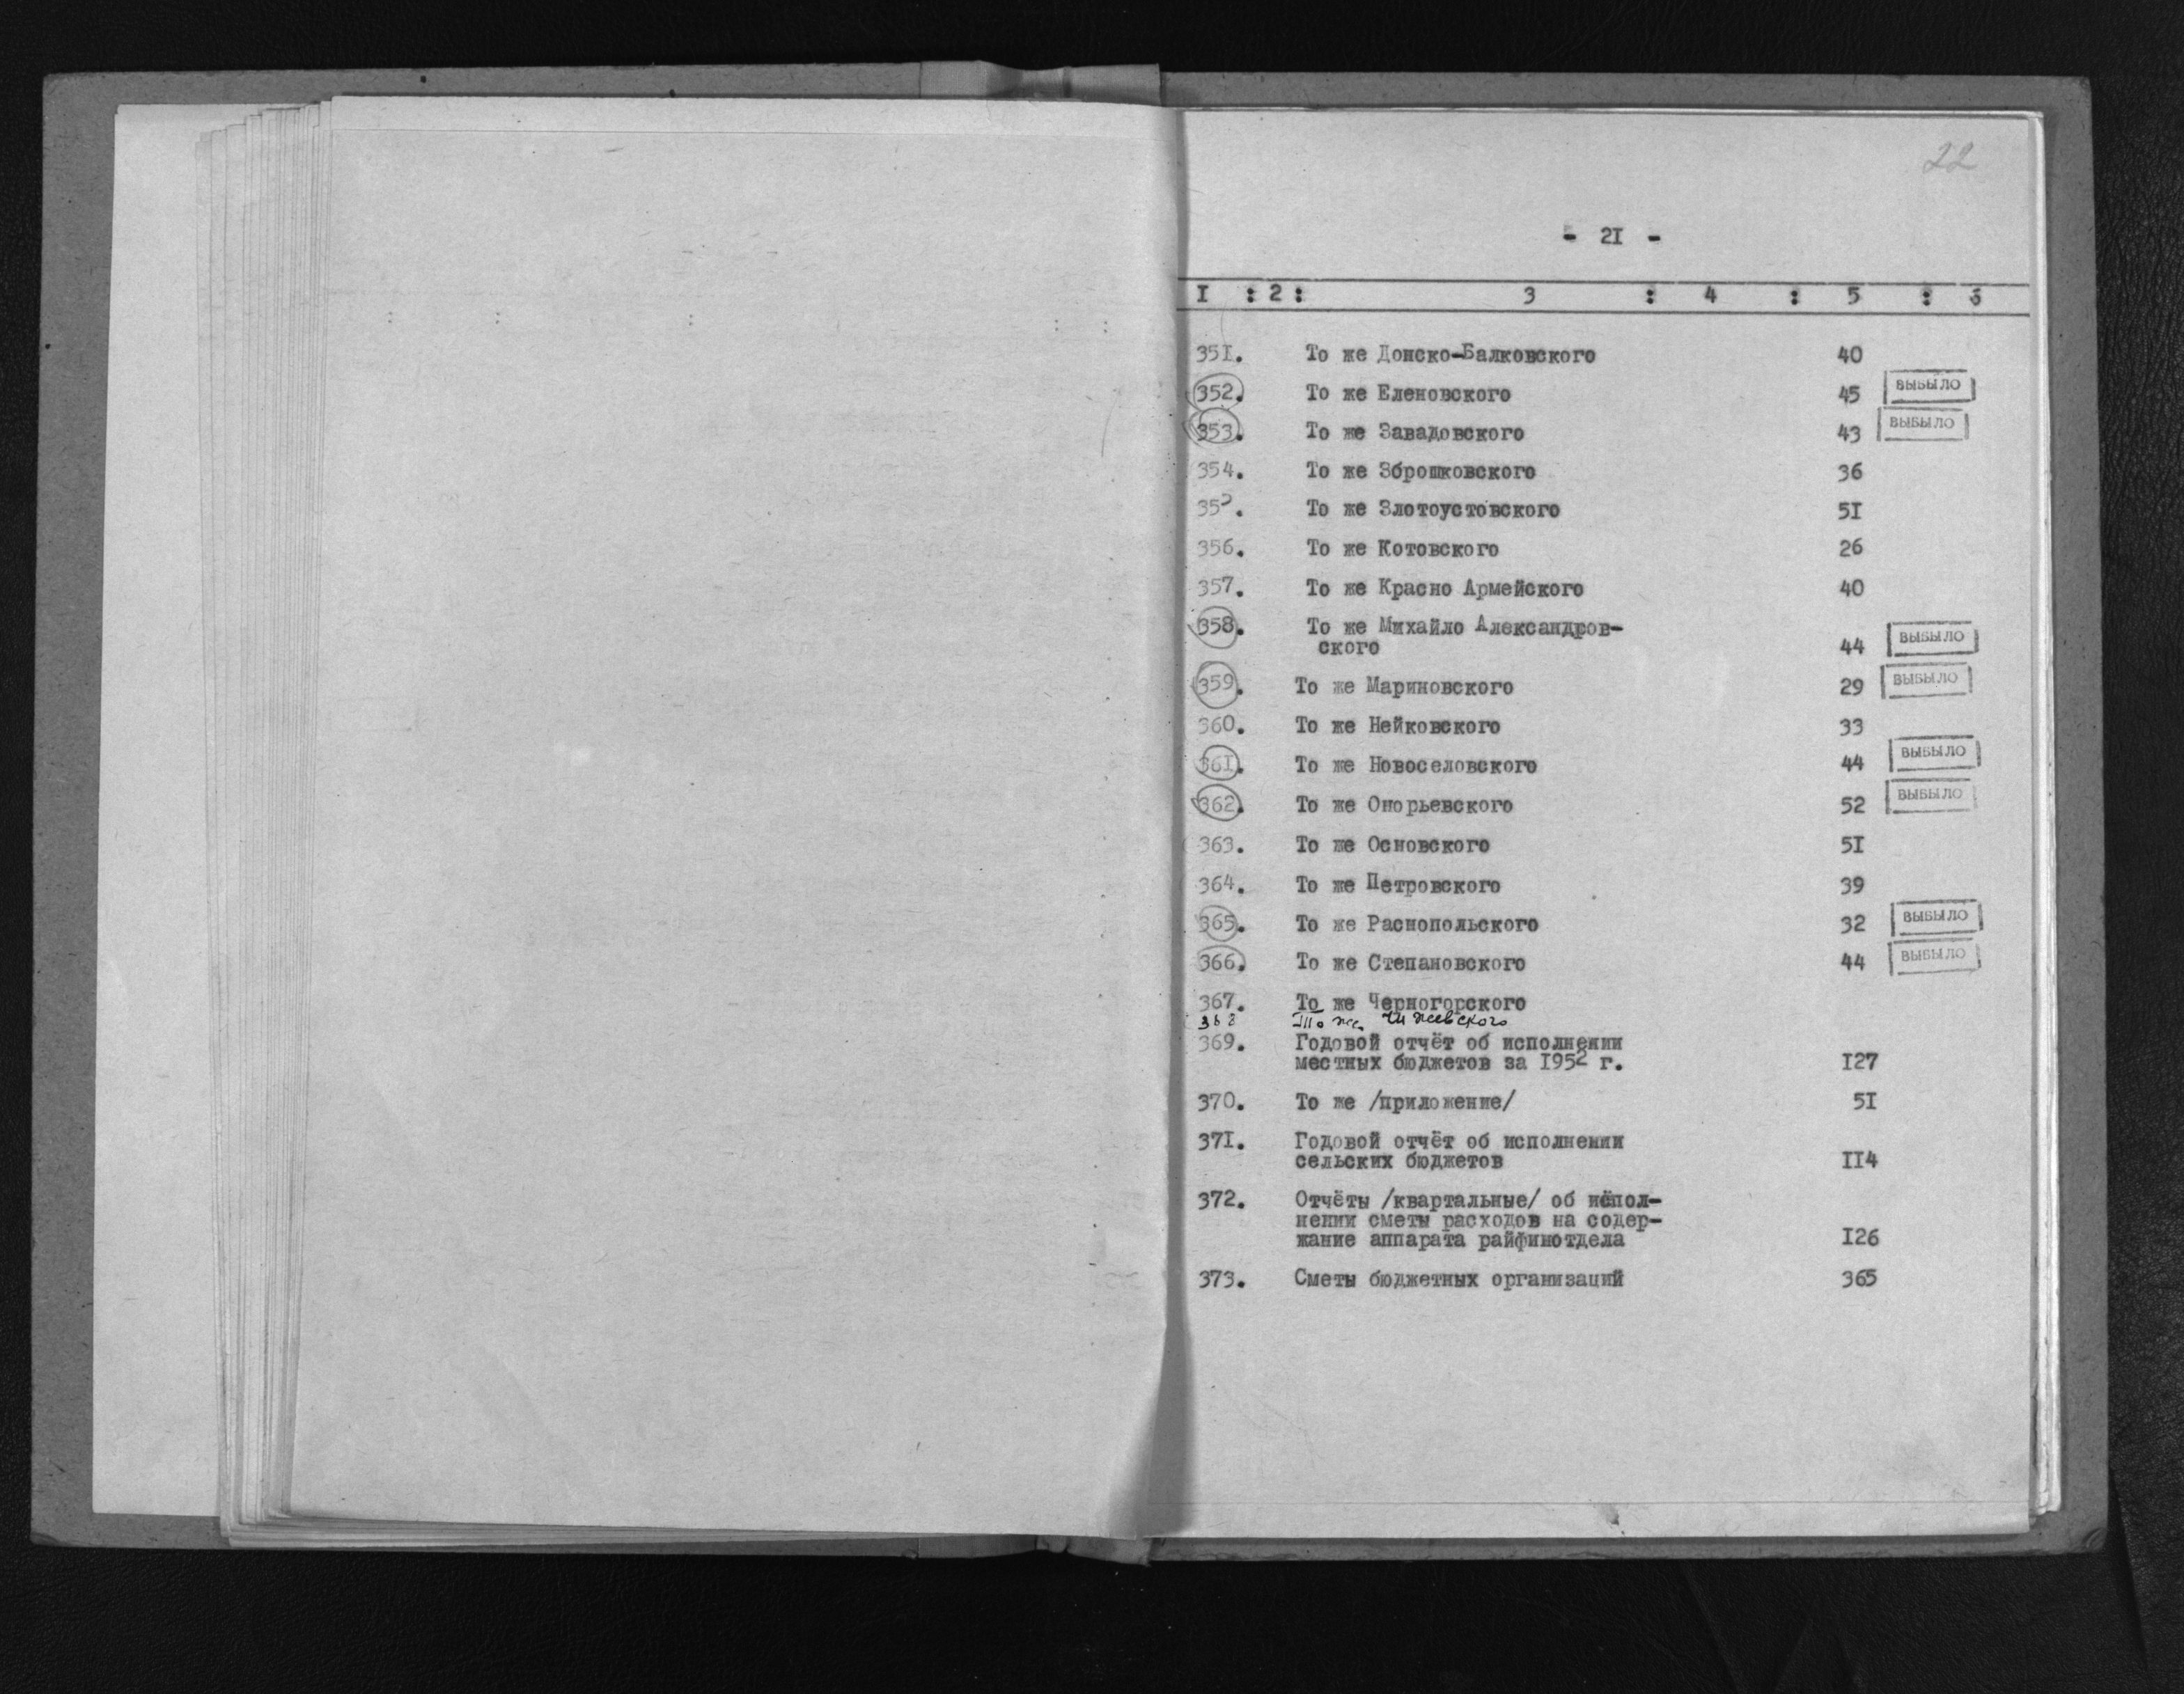 22
- 2I -
I : 2 : 3 : 4 : 5 : 6
351. То же Донско-Балковского 40
352. То же Еленовского 45 ВЫБЫЛО
353. То же Завадовского 43 ВЫБЫЛО
354. То же Зброшковского 36
355. То же Злотоустовского 5I
356. То же Котовского 26
357. То же Красно Армейского 40
358. То же Михайло Александров-
ского 44 ВЫБЫЛО
359. То же Мариновского 29 ВЫБЫЛО
360. То же Нейковского 33
36I. То же Новоселовского 44 ВЫБЫЛО
362. То же Онорьевского 52 ВЫБЫЛО
363. То же Основского 5I
364. То же Петровского 39
365. То же Раснопольского 32 ВЫБЫЛО
366. То же Степановского 44 ВЫБЫЛО
367. То же Черногорского
368 То же Чижевского
369. Годовой отчёт об исполнении
местных бюджетов за I952 г. I27
370. То же /приложение/ 5I
37I. Годовой отчёт об исполнении
сельских бюджетов II4
372. Отчёты /квартальные/ об испол-
нении сметы расходов на содер-
жание аппарата райфинотдела I26
373. Сметы бюджетных организаций 365